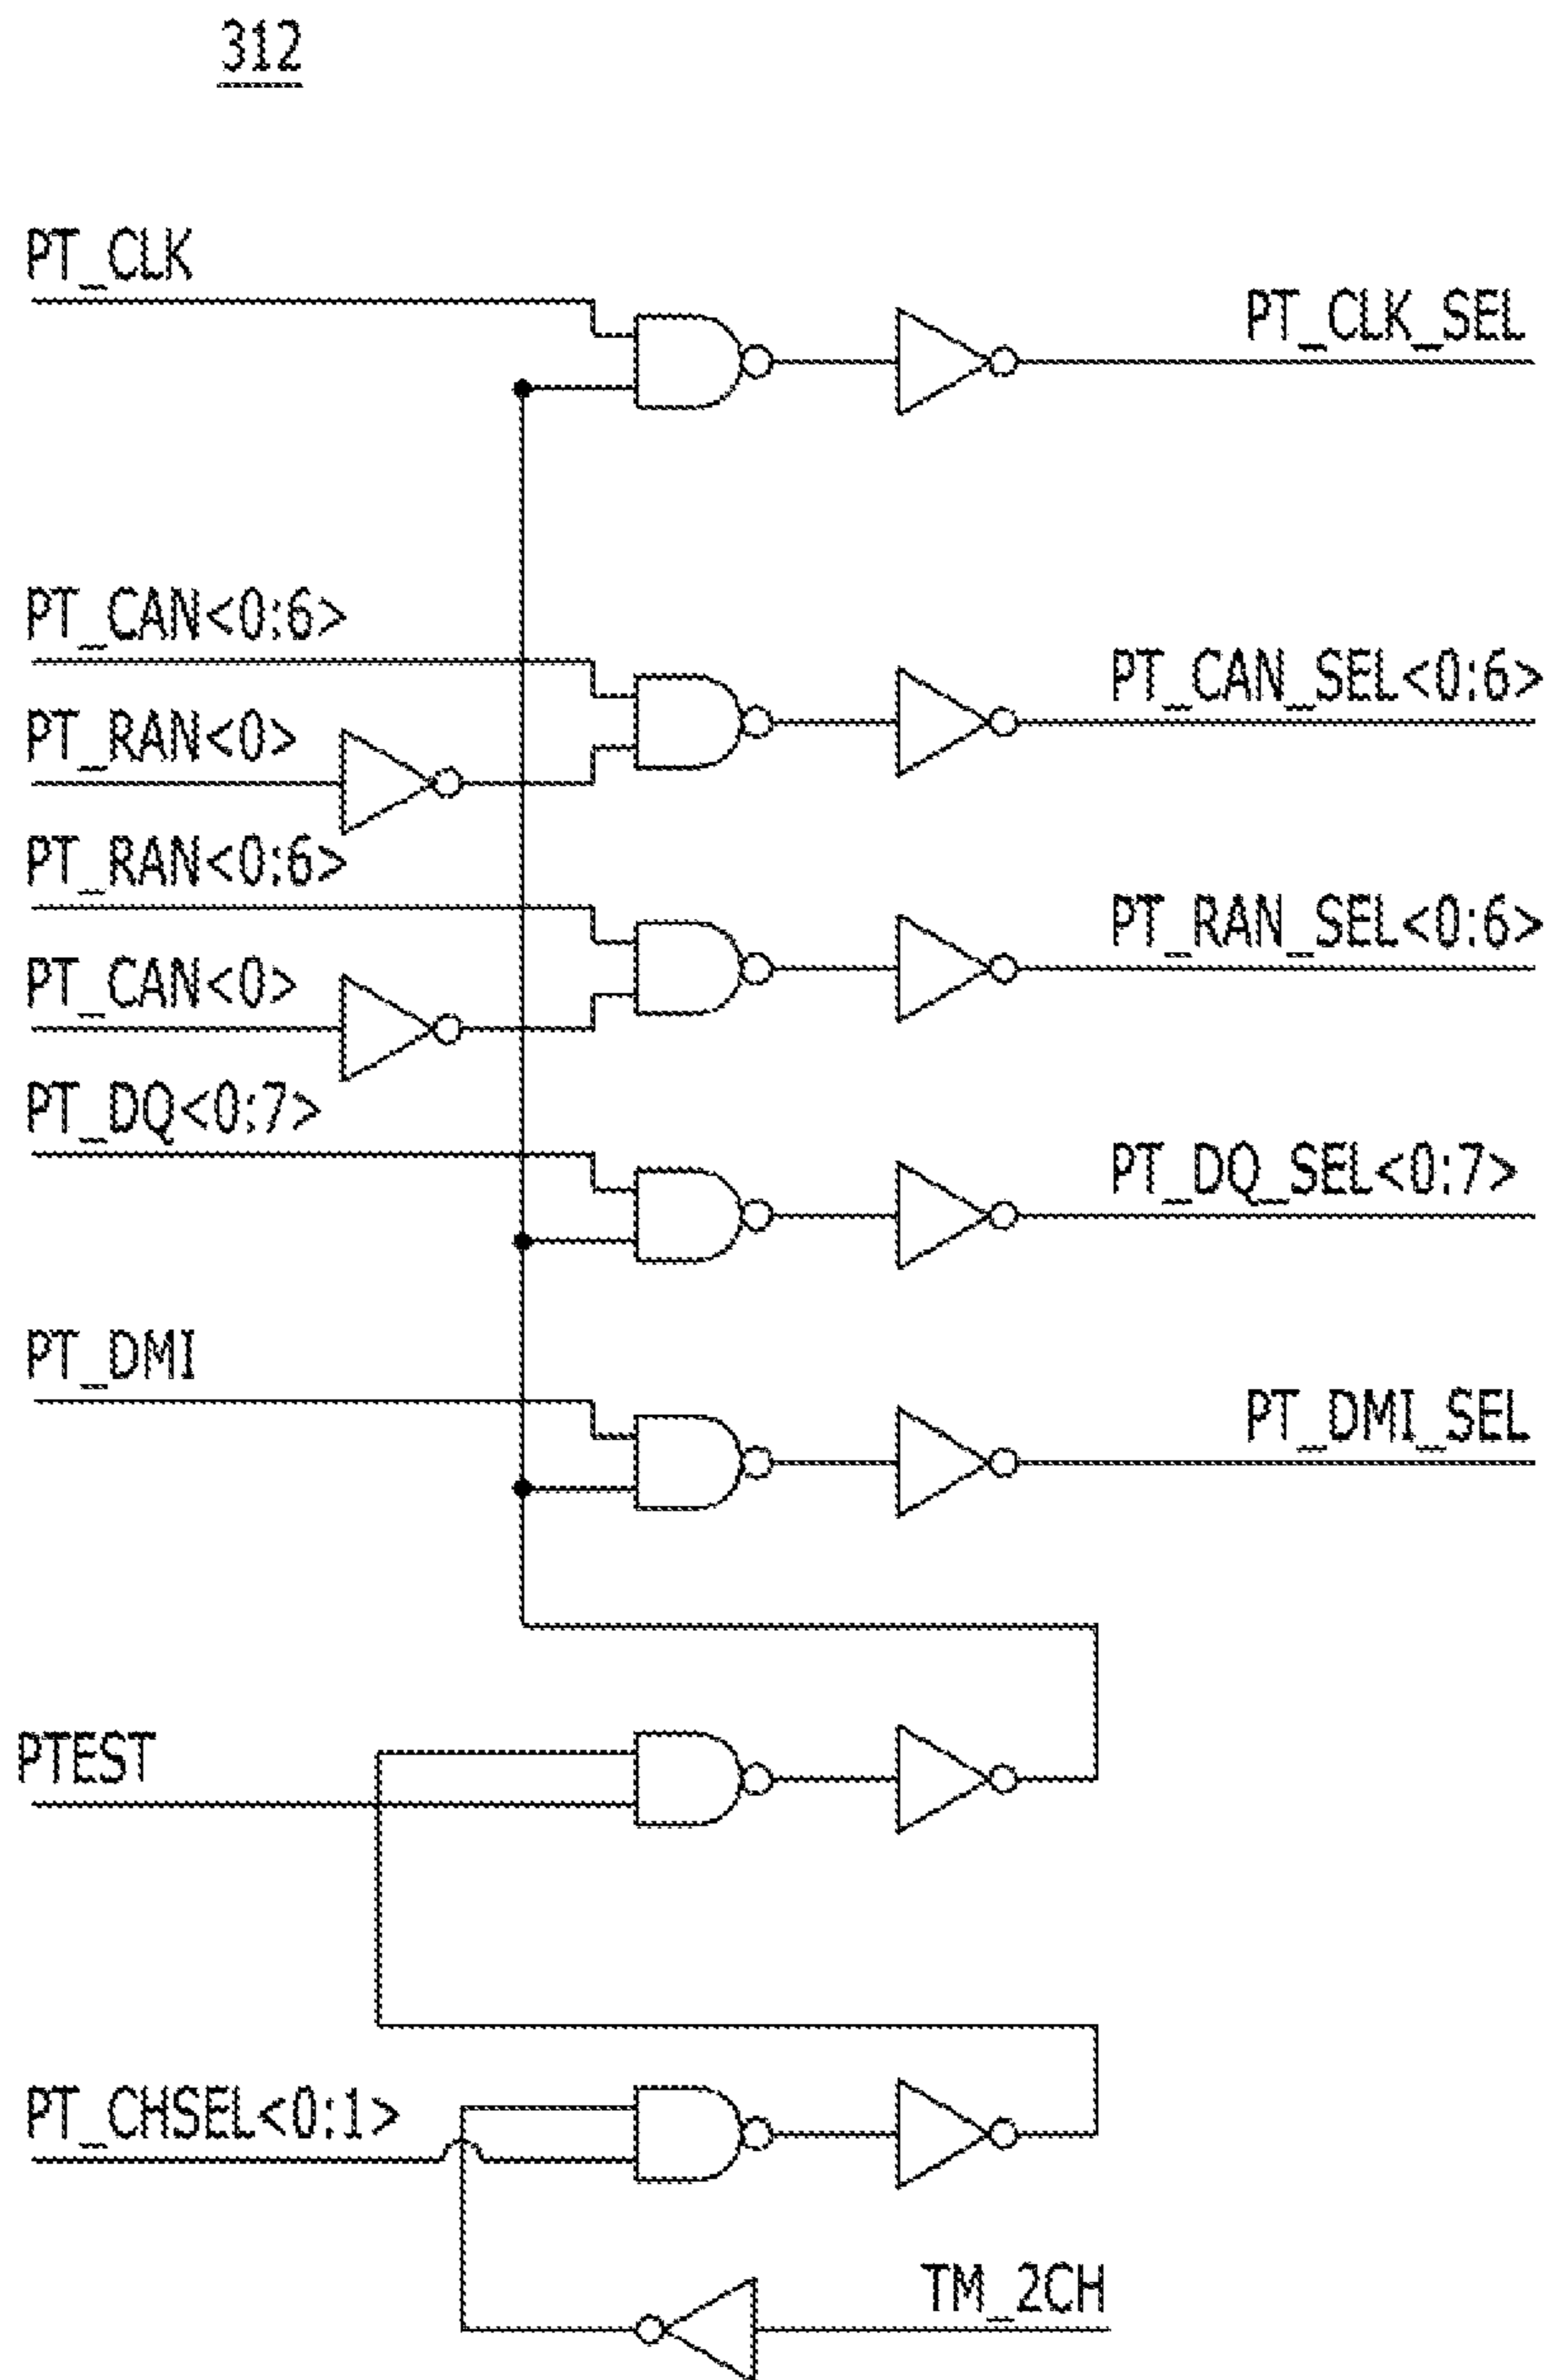 312
PT_CLK
PT_CLK_SEL
PT_CAN<0:6>
PT_CAN_SEL<0:6>
PT_RAN<0>
PT_RAN<0:6>
PT_RAN_SEL<0:6>
PT_CAN<0>
PT_DQ<0:7>
PT_DQ_SEL<0:7>
PT_DMI
PT_DMI_SEL
PTEST
PT_CHSEL<0:1>
TM_2CH